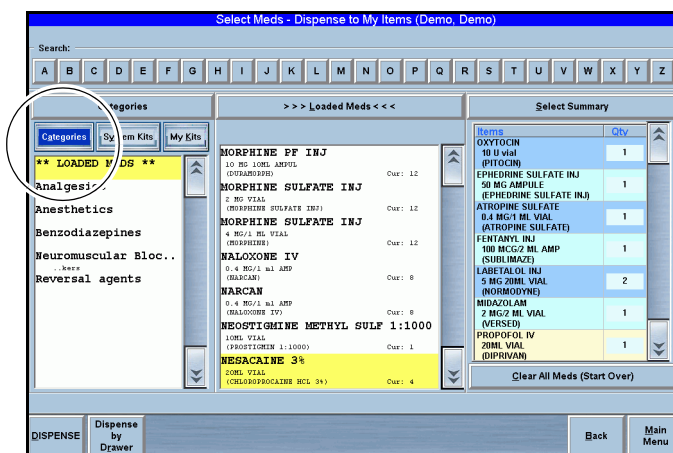 Select Meds - Dispense to My Items (Demo, Demo)
Search:
A B C D E F G H I J K L M N O P Q R S T U V W X Y Z
Categories
> > > Loaded Meds < < <
Select Summary
Categories
System Kits
My Kits
** LOADED MEDS **
Analgesics
Anesthetics
Benzodiazepines
Neuromuscular Bloc..
..kers
Reversal agents
MORPHINE PF INJ
10 MG 10ML AMPUL
(DURAMORPH) Cur: 12
MORPHINE SULFATE INJ
2 MG VIAL
(MORPHINE SULFATE INJ) Cur: 12
MORPHINE SULFATE INJ
4 MG/1 ML VIAL
(MORPHINE) Cur: 12
NALOXONE IV
0.4 MG/1 ml AMP
(NARCAN) Cur: 8
NARCAN
0.4 MG/1 ml AMP
(NALOXONE IV) Cur: 8
NEOSTIGMINE METHYL SULF 1:1000
10ML VIAL
(PROSTIGMIN 1:1000) Cur: 1
NESACAINE 3%
20ML VIAL
(CHLOROPROCAINE HCL 3%) Cur: 4
Items Qty
OXYTOCIN
10 U vial 1
(PITOCIN)
EPHEDRINE SULFATE INJ
50 MG AMPULE 1
(EPHEDRINE SULFATE INJ)
ATROPINE SULFATE
0.4 MG/1 ML VIAL 1
(ATROPINE SULFATE)
FENTANYL INJ
100 MCG/2 ML AMP 1
(SUBLIMAZE)
LABETALOL INJ
5 MG 20ML VIAL 2
(NORMODYNE)
MIDAZOLAM
2 MG/2 ML VIAL 1
(VERSED)
PROPOFOL IV
20ML VIAL 1
(DIPRIVAN)
Clear All Meds (Start Over)
DISPENSE
Dispense
by
Drawer
Back
Main
Menu